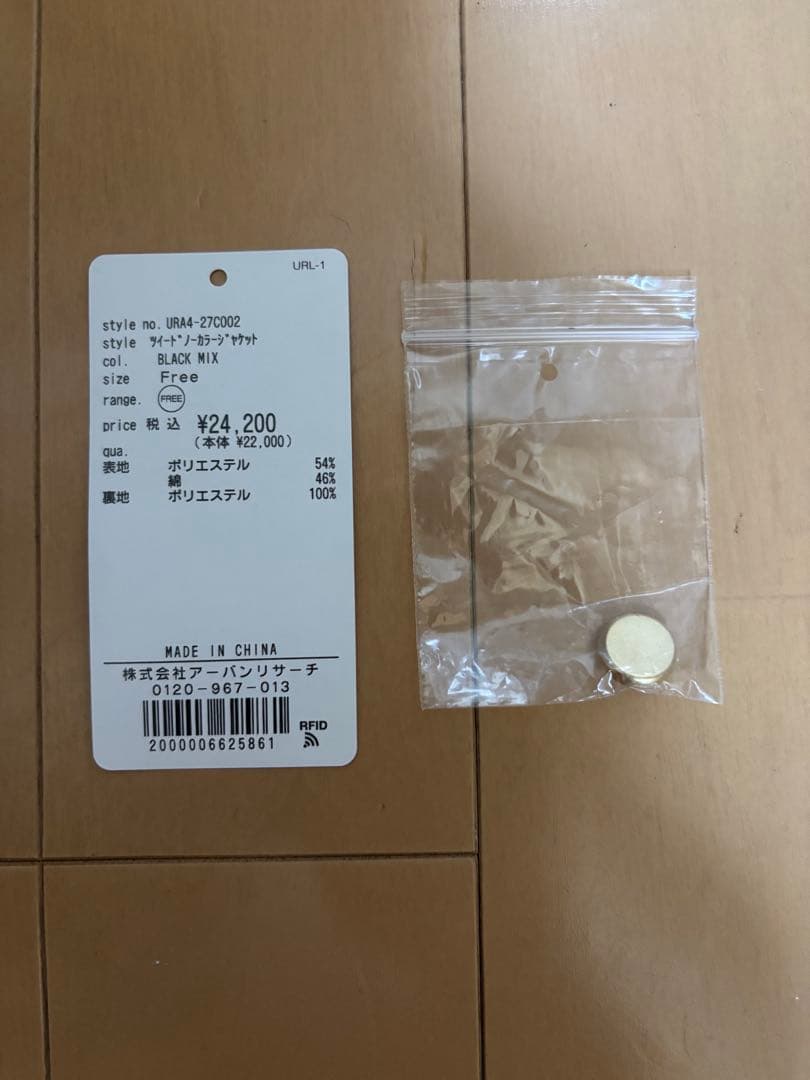 URL-1
style no. URA4-27C002
style ﾂｲｰﾄﾞﾉｰｶﾗｰｼﾞｬｹｯﾄ
col. BLACK MIX
size Free
range. FREE
price 税込 ¥24,200
(本体 ¥22,000)
qua.
表地 ポリエステル 54%
綿 46%
裏地 ポリエステル 100%
MADE IN CHINA
株式会社アーバンリサーチ
0120-967-013
RFID
2000006625861